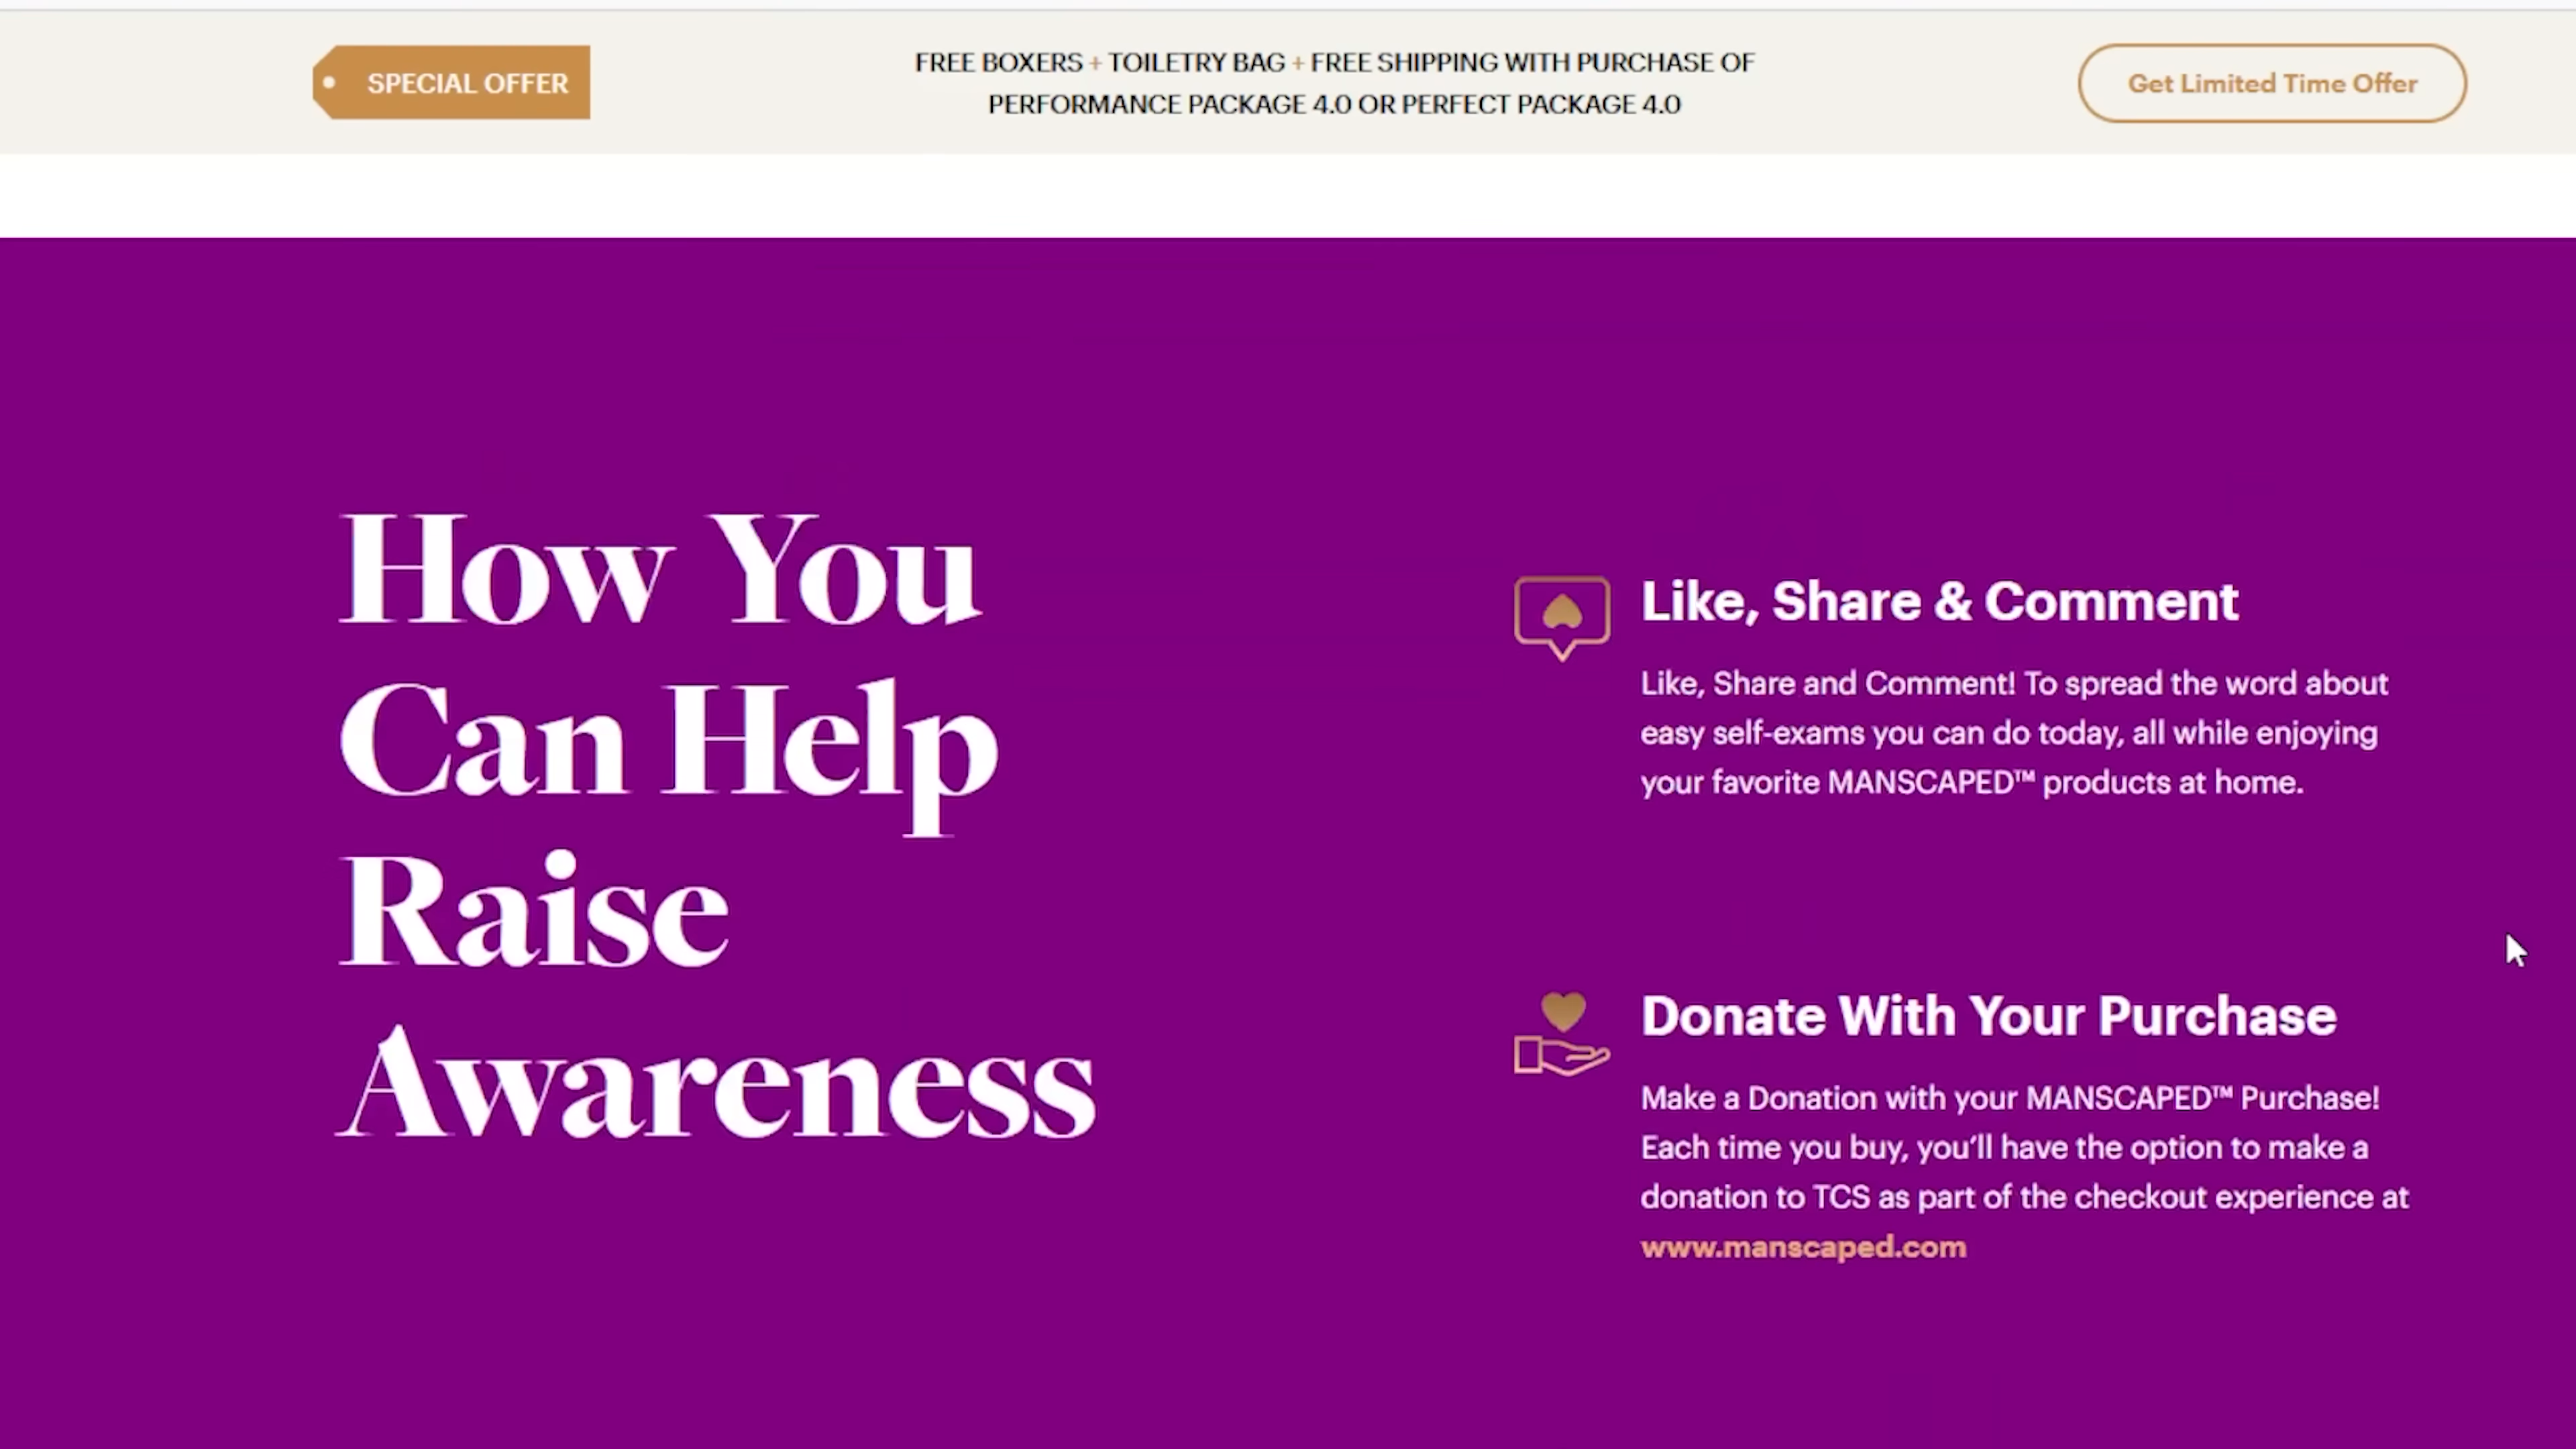 SPECIAL OFFER
FREE BOXERS + TOILETRY BAG + FREE SHIPPING WITH PURCHASE OF
PERFORMANCE PACKAGE 4.0 OR PERFECT PACKAGE 4.0
Get Limited Time Offer
How You
Can Help
Raise
Awareness
Like, Share & Comment
Like, Share and Comment! To spread the word about
easy self-exams you can do today, all while enjoying
your favorite MANSCAPED™ products at home.
Donate With Your Purchase
Make a Donation with your MANSCAPED™ Purchase!
Each time you buy, you’ll have the option to make a
donation to TCS as part of the checkout experience at
www.manscaped.com